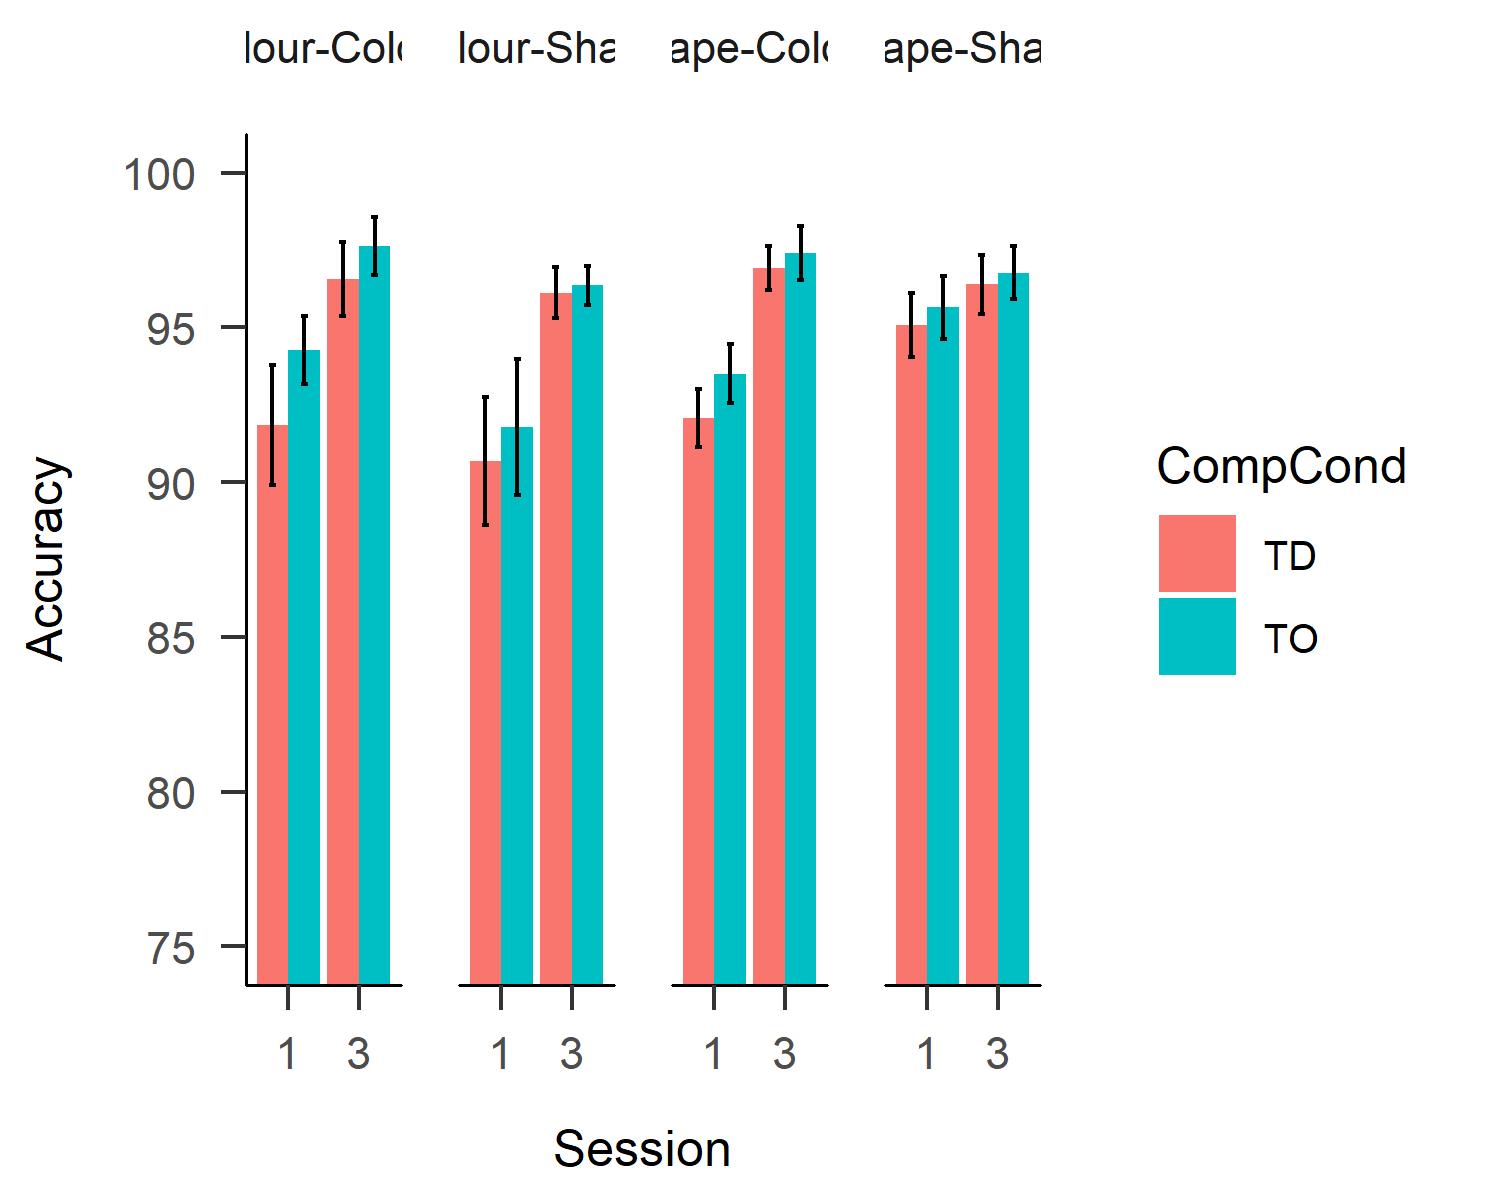 lour-Colo
lour-Sha
ape-Colo
ape-Sha
100
95
90
85
80
75
Accuracy
1 3 1 3 1 3 1 3
Session
CompCond
TD
TO